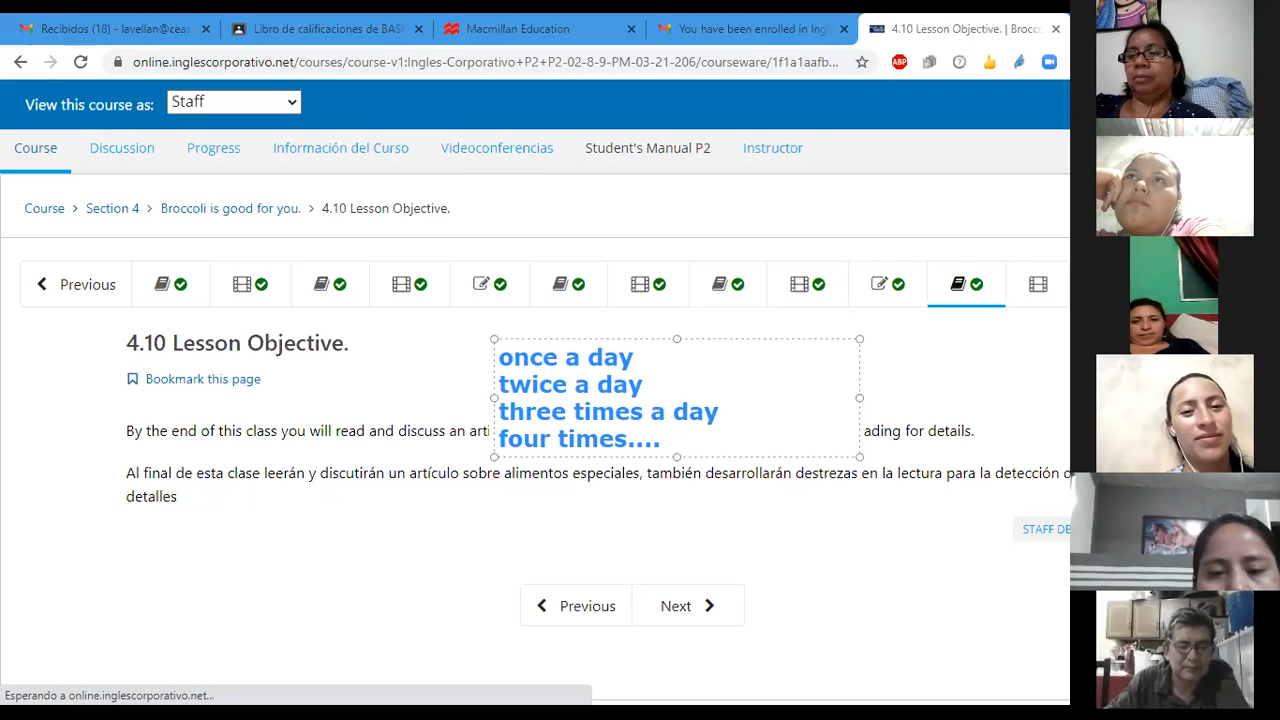 Recibidos (18) - lavellan@ceas
Libro de calificaciones de BASI
Macmillan Education
You have been enrolled in Ingl
4.10 Lesson Objective. | Brocc
online.inglescorporativo.net/courses/course-v1:Inglescorporativo+P2+P2-02-8-9-PM-03-21-206/courseware/1f1a1aafb...
ABP
View this course as:
Staff
Course
Discussion
Progress
Información del Curso
Videoconferencias
Student's Manual P2
Instructor
Course > Section 4 > Broccoli is good for you. > 4.10 Lesson Objective.
Previous
4.10 Lesson Objective.
Bookmark this page
once a day
twice a day
three times a day
four times....
By the end of this class you will read and discuss an arti
ading for details.
Al final de esta clase leerán y discutirán un artículo sobre alimentos especiales, también desarrollarán destrezas en la lectura para la detección
detalles
STAFF DE
Previous
Next
Esperando a online.inglescorporativo.net...